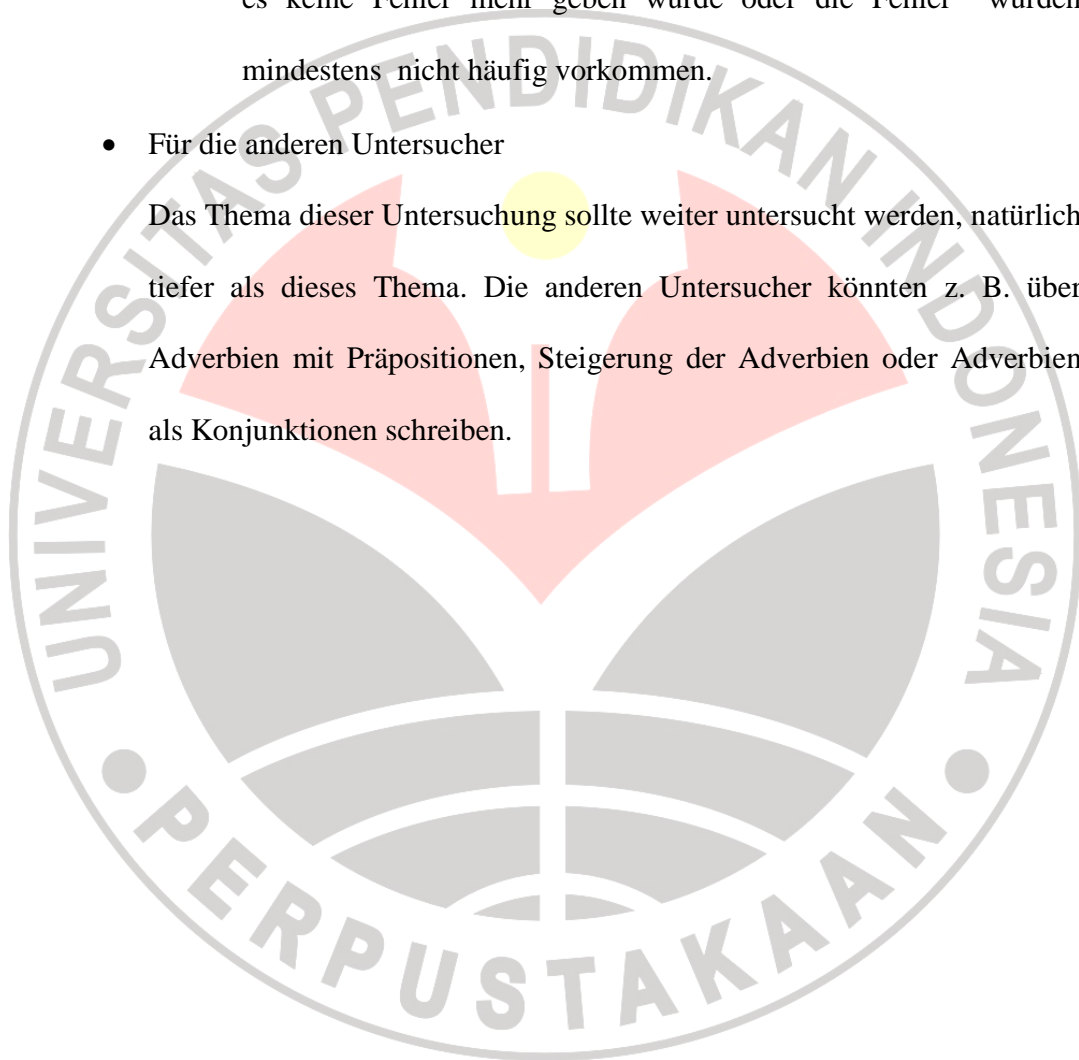 es keine Fehler mehr geben würde oder die Fehler würden
mindestens nicht häufig vorkommen.
• Für die anderen Untersucher
Das Thema dieser Untersuchung sollte weiter untersucht werden, natürlich
tiefer als dieses Thema. Die anderen Untersucher könnten z. B. über
Adverbien mit Präpositionen, Steigerung der Adverbien oder Adverbien
als Konjunktionen schreiben.
UNIVERSITAS PENDIDIKAN INDONESIA
PERPUSTAKAAN